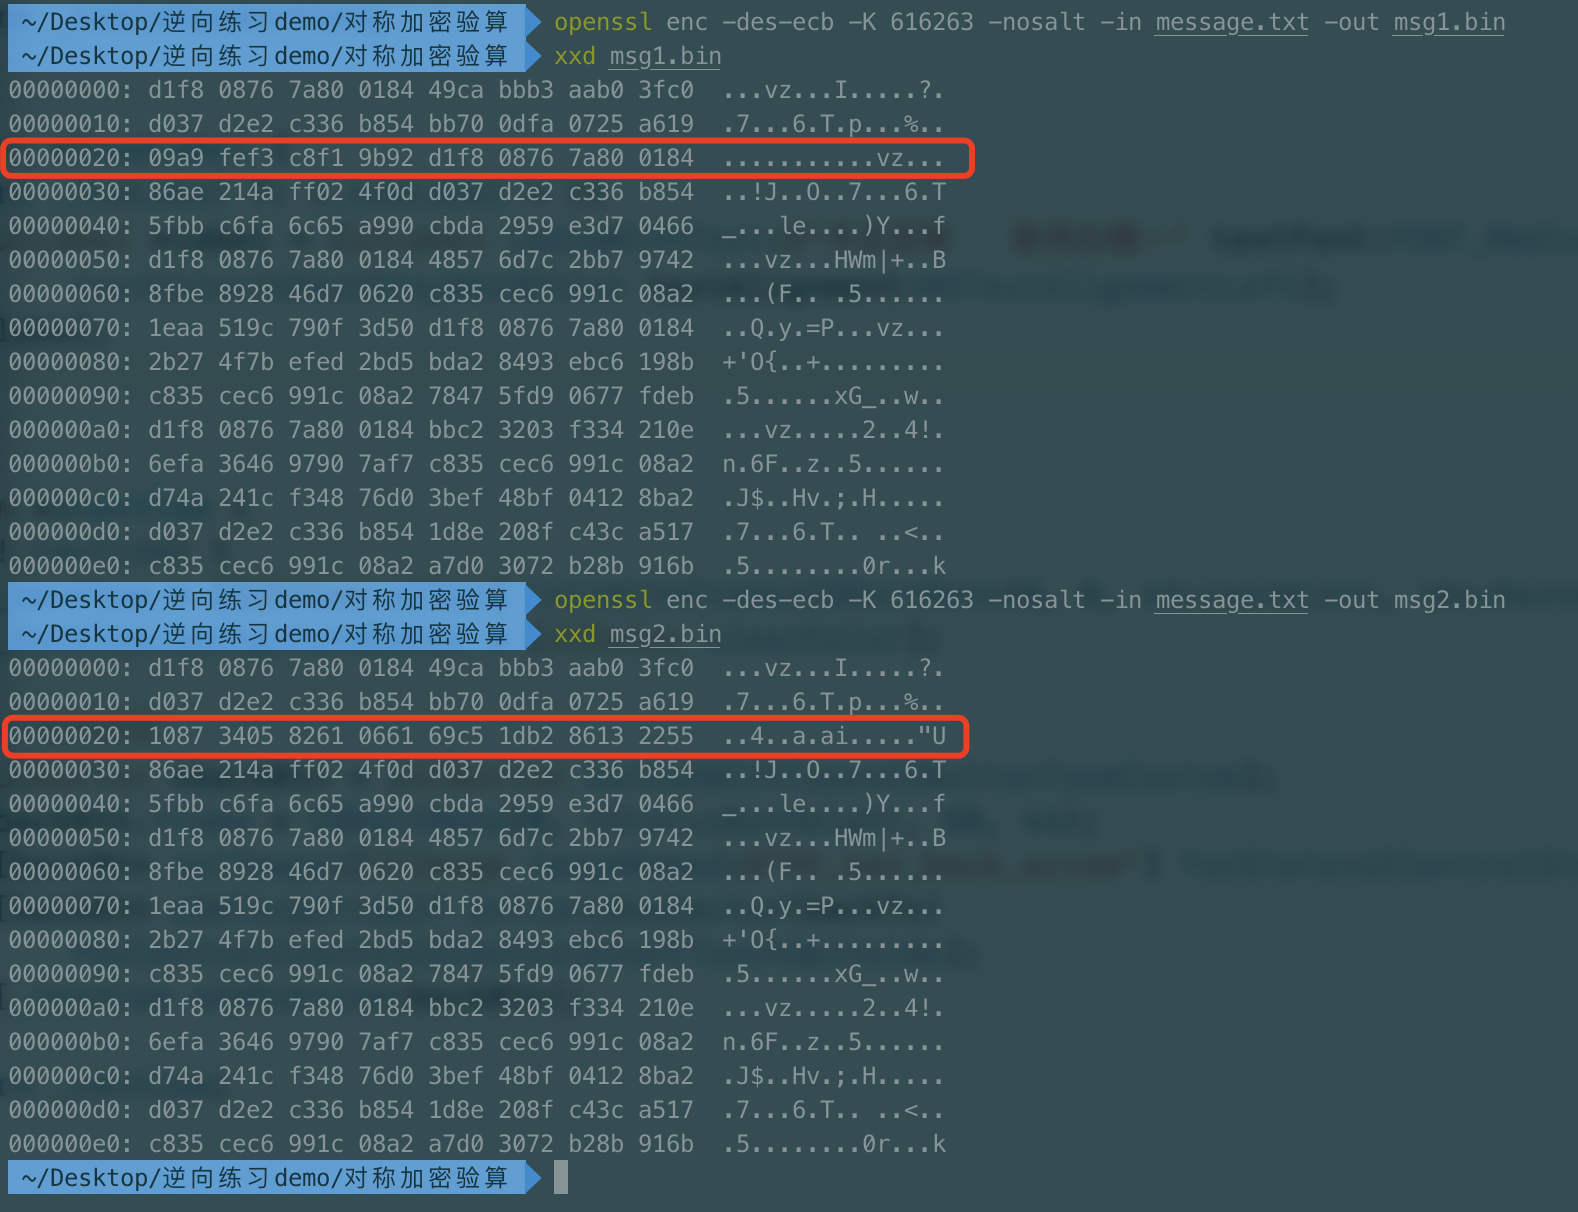 ~/Desktop/逆向练习demo/对称加密验算 openssl enc -des-ecb -K 616263 -nosalt -in message.txt -out msg1.bin
~/Desktop/逆向练习demo/对称加密验算 xxd msg1.bin
00000000: d1f8 0876 7a80 0184 49ca bbb3 aab0 3fc0  ...vz...I.....?.
00000010: d037 d2e2 c336 b854 bb70 0dfa 0725 a619  .7...6.T.p...%..
00000020: 09a9 fef3 c8f1 9b92 d1f8 0876 7a80 0184  ...........vz...
00000030: 86ae 214a ff02 4f0d d037 d2e2 c336 b854  ..!J..O..7...6.T
00000040: 5fbb c6fa 6c65 a990 cbda 2959 e3d7 0466  _...le....)Y...f
00000050: d1f8 0876 7a80 0184 4857 6d7c 2bb7 9742  ...vz...HWm|+..B
00000060: 8fbe 8928 46d7 0620 c835 cec6 991c 08a2  ...(F.. .5......
00000070: 1eaa 519c 790f 3d50 d1f8 0876 7a80 0184  ..Q.y.=P...vz...
00000080: 2b27 4f7b efed 2bd5 bda2 8493 ebc6 198b  +'O{..+.........
00000090: c835 cec6 991c 08a2 7847 5fd9 0677 fdeb  .5......xG_..w..
000000a0: d1f8 0876 7a80 0184 bbc2 3203 f334 210e  ...vz.....2..4!.
000000b0: 6efa 3646 9790 7af7 c835 cec6 991c 08a2  n.6F..z..5......
000000c0: d74a 241c f348 76d0 3bef 48bf 0412 8ba2  .J$..Hv.;.H.....
000000d0: d037 d2e2 c336 b854 1d8e 208f c43c a517  .7...6.T.. ..<..
000000e0: c835 cec6 991c 08a2 a7d0 3072 b28b 916b  .5........0r...k
~/Desktop/逆向练习demo/对称加密验算 openssl enc -des-ecb -K 616263 -nosalt -in message.txt -out msg2.bin
~/Desktop/逆向练习demo/对称加密验算 xxd msg2.bin
00000000: d1f8 0876 7a80 0184 49ca bbb3 aab0 3fc0  ...vz...I.....?.
00000010: d037 d2e2 c336 b854 bb70 0dfa 0725 a619  .7...6.T.p...%..
00000020: 1087 3405 8261 0661 69c5 1db2 8613 2255  ..4..a.ai....."U
00000030: 86ae 214a ff02 4f0d d037 d2e2 c336 b854  ..!J..O..7...6.T
00000040: 5fbb c6fa 6c65 a990 cbda 2959 e3d7 0466  _...le....)Y...f
00000050: d1f8 0876 7a80 0184 4857 6d7c 2bb7 9742  ...vz...HWm|+..B
00000060: 8fbe 8928 46d7 0620 c835 cec6 991c 08a2  ...(F.. .5......
00000070: 1eaa 519c 790f 3d50 d1f8 0876 7a80 0184  ..Q.y.=P...vz...
00000080: 2b27 4f7b efed 2bd5 bda2 8493 ebc6 198b  +'O{..+.........
00000090: c835 cec6 991c 08a2 7847 5fd9 0677 fdeb  .5......xG_..w..
000000a0: d1f8 0876 7a80 0184 bbc2 3203 f334 210e  ...vz.....2..4!.
000000b0: 6efa 3646 9790 7af7 c835 cec6 991c 08a2  n.6F..z..5......
000000c0: d74a 241c f348 76d0 3bef 48bf 0412 8ba2  .J$..Hv.;.H.....
000000d0: d037 d2e2 c336 b854 1d8e 208f c43c a517  .7...6.T.. ..<..
000000e0: c835 cec6 991c 08a2 a7d0 3072 b28b 916b  .5........0r...k
~/Desktop/逆向练习demo/对称加密验算